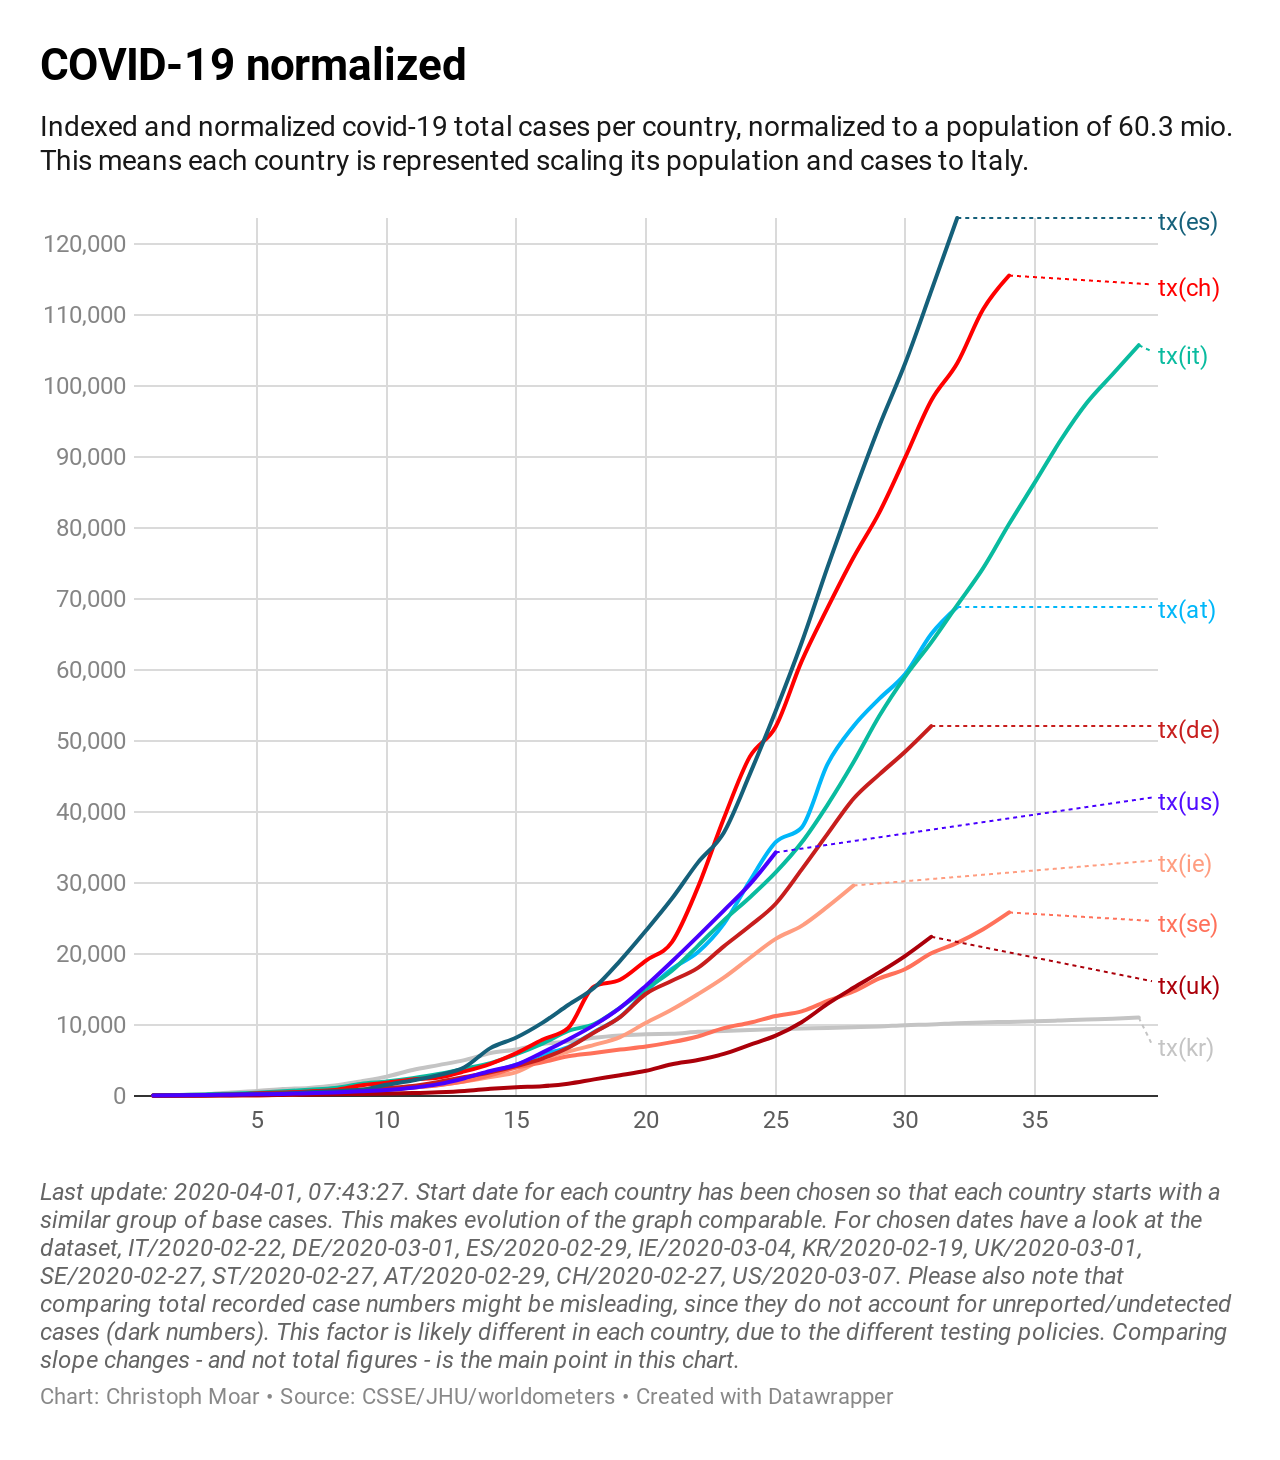 COVID-19 normalized
Indexed and normalized covid-19 total cases per country, normalized to a population of 60.3 mio.
This means each country is represented scaling its population and cases to Italy.
tx(es)
120,000
tx(ch)
110,000
tx(it)
100,000
90,000
80,000
70,000
tx(at)
60,000
50,000
tx(de)
40,000
tx(us)
30,000
tx(ie)
tx(se)
20,000
tx(uk)
10,000
tx(kr)
0
5 10 15 20 25 30 35
Last update: 2020-04-01, 07:43:27. Start date for each country has been chosen so that each country starts with a
similar group of base cases. This makes evolution of the graph comparable. For chosen dates have a look at the
dataset, IT/2020-02-22, DE/2020-03-01, ES/2020-02-29, IE/2020-03-04, KR/2020-02-19, UK/2020-03-01,
SE/2020-02-27, ST/2020-02-27, AT/2020-02-29, CH/2020-02-27, US/2020-03-07. Please also note that
comparing total recorded case numbers might be misleading, since they do not account for unreported/undetected
cases (dark numbers). This factor is likely different in each country, due to the different testing policies. Comparing
slope changes - and not total figures - is the main point in this chart.
Chart: Christoph Moar • Source: CSSE/JHU/worldometers • Created with Datawrapper